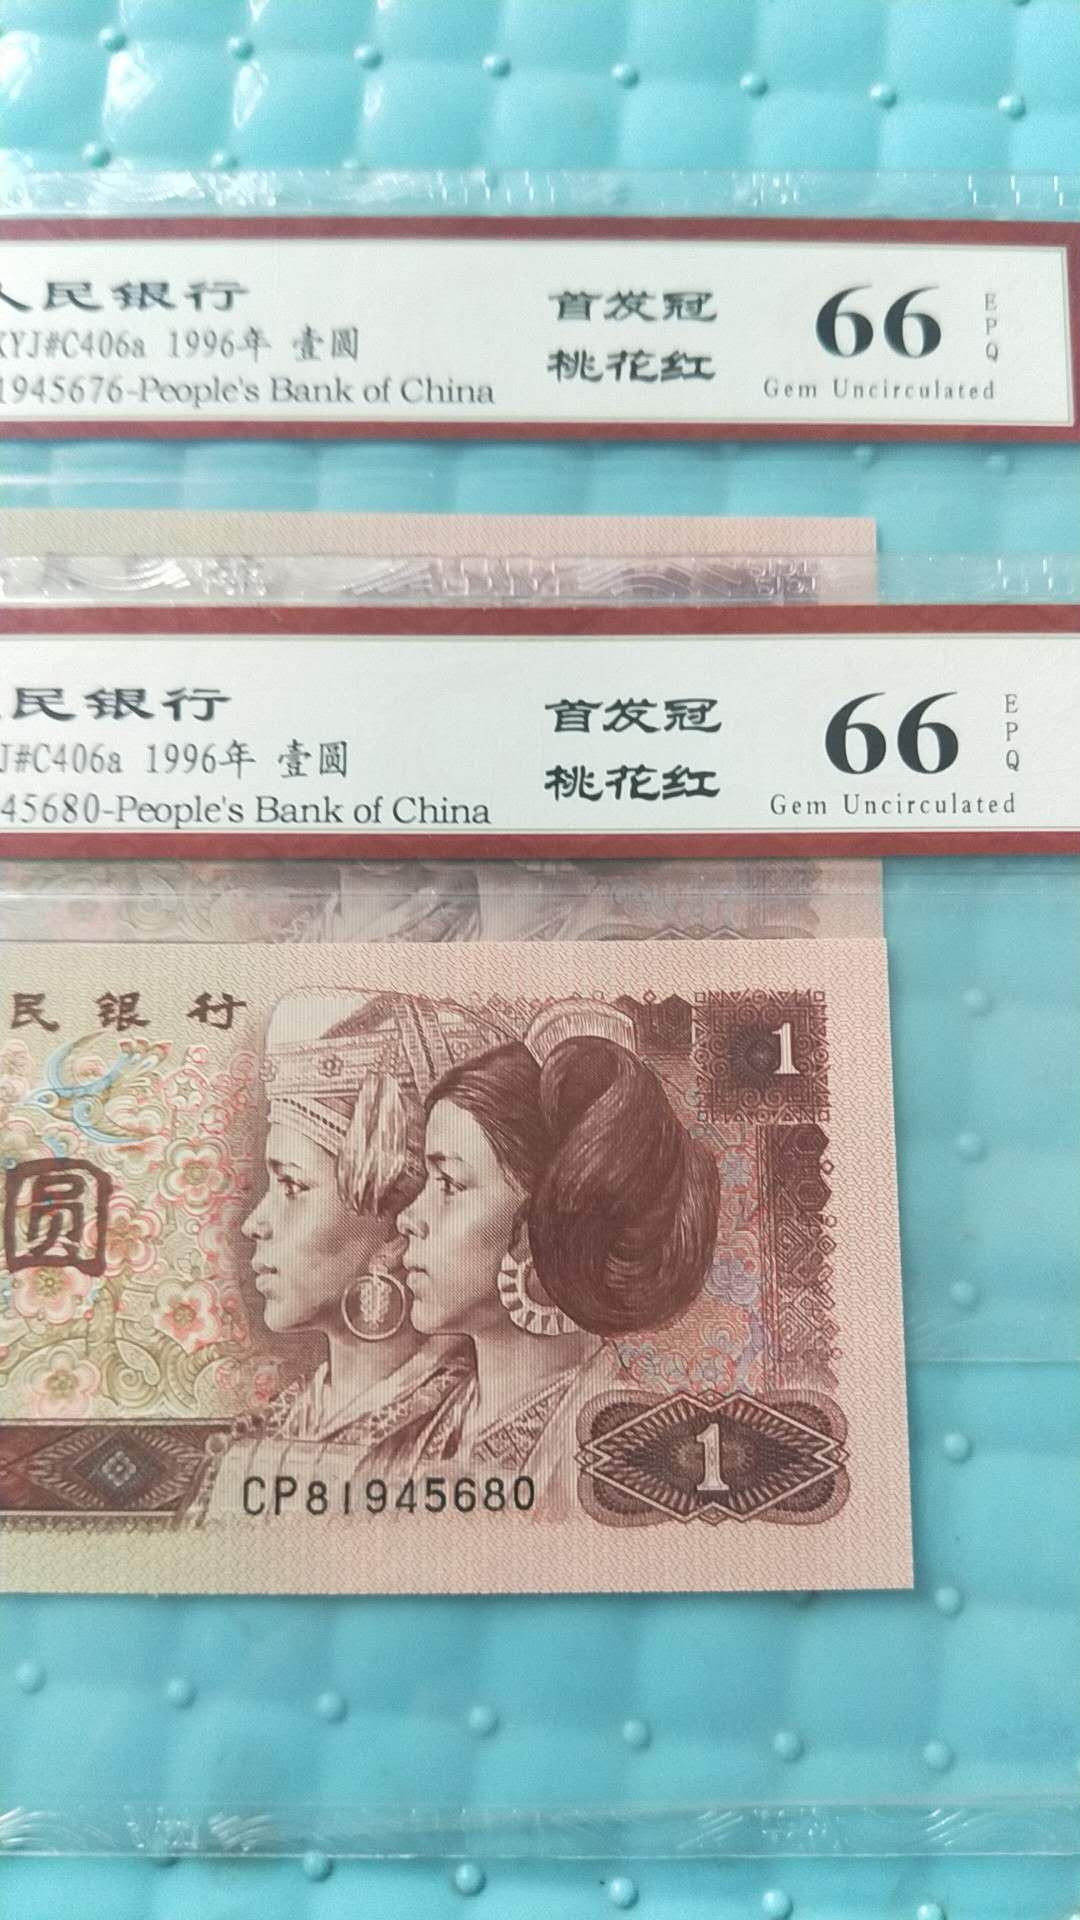 人民银行
KYJ#C406a 1996年 壹圆
1945676-People's Bank of China
首发冠
桃花红
66
EPQ
Gem Uncirculated
民银行
J#C406a 1996年 壹圆
45680-People's Bank of China
首发冠
桃花红
66
EPQ
Gem Uncirculated
民银行
1
圆
1
CP81945680